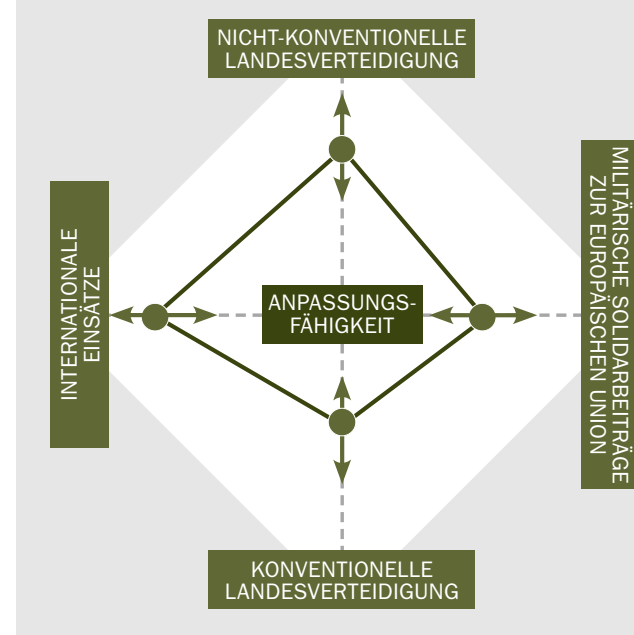 NICHT-KONVENTIONELLE
LANDESVERTEIDIGUNG
INTERNATIONALE
EINSÄTZE
ANPASSUNGS-
FÄHIGKEIT
MILITÄRISCHE SOLIDARBEITRÄGE
ZUR EUROPÄISCHEN UNION
KONVENTIONELLE
LANDESVERTEIDIGUNG